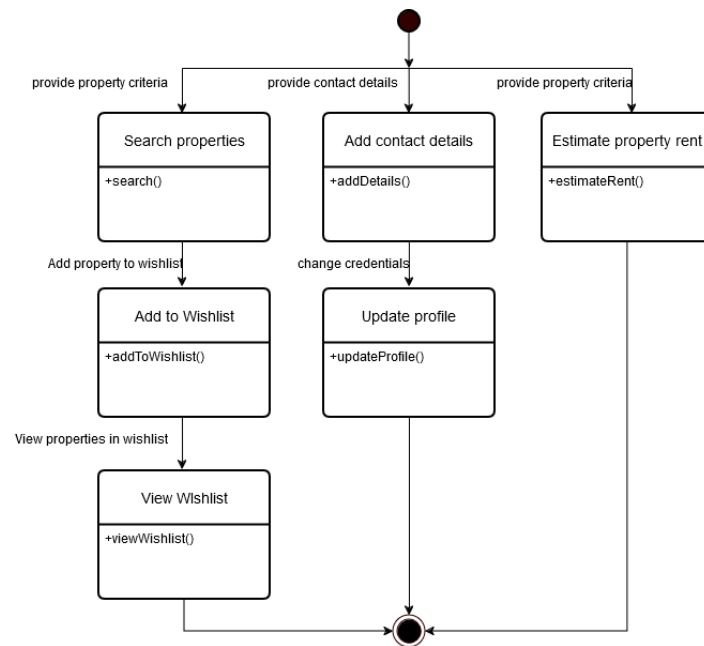 provide property criteria
provide contact details
provide property criteria
Search properties
+search()
Add contact details
+addDetails()
Estimate property rent
+estimateRent()
Add property to wishlist
change credentials
Add to Wishlist
+addToWishlist()
Update profile
+updateProfile()
View properties in wishlist
View WIshlist
+viewWishlist()